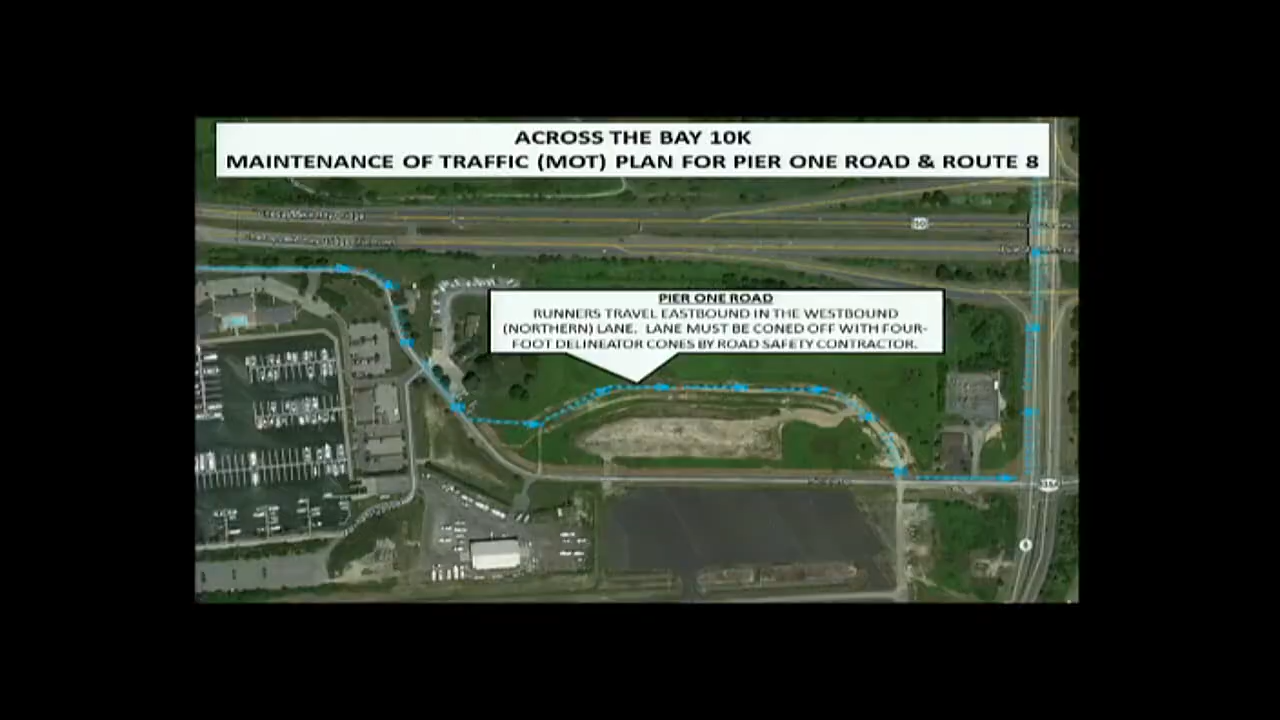 ACROSS THE BAY 10K
MAINTENANCE OF TRAFFIC (MOT) PLAN FOR PIER ONE ROAD & ROUTE 8
50
PIER ONE ROAD
RUNNERS TRAVEL EASTBOUND IN THE WESTBOUND
(NORTHERN) LANE. LANE MUST BE CONED OFF WITH FOUR-
FOOT DELINEATOR CONES BY ROAD SAFETY CONTRACTOR.
8